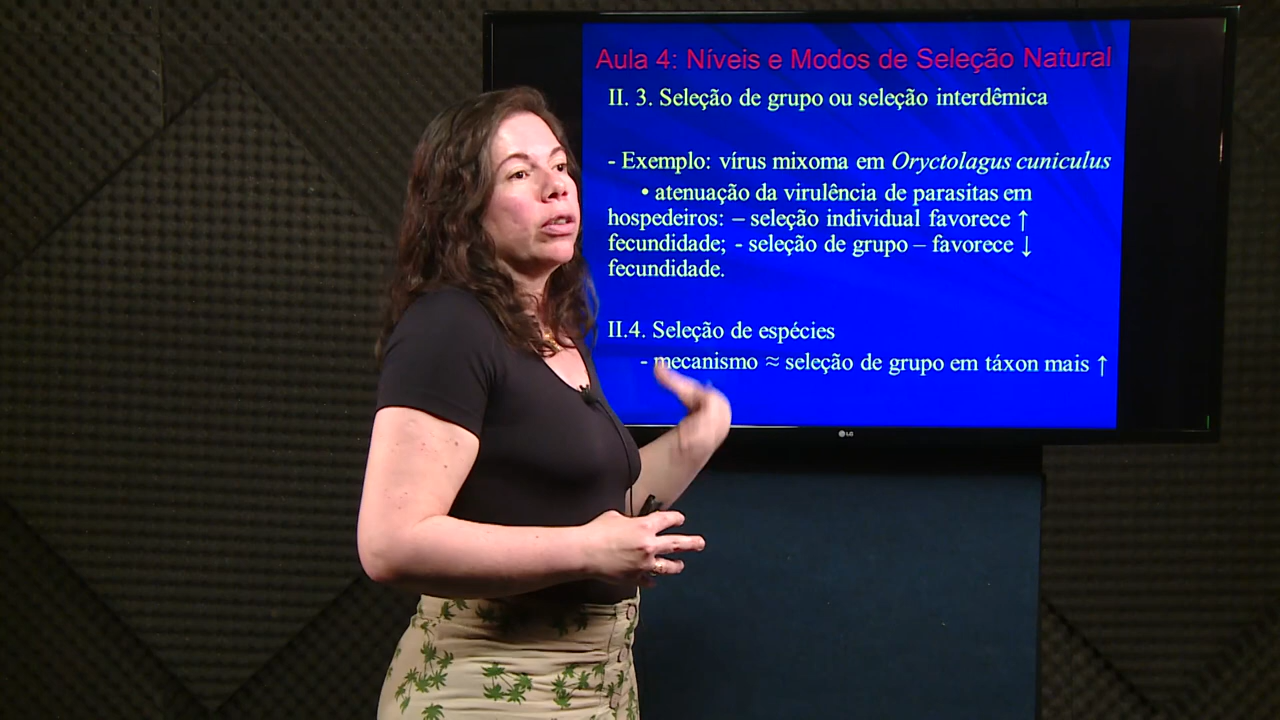 Aula 4: Níveis e Modos de Seleção Natural
II. 3. Seleção de grupo ou seleção interdêmica
- Exemplo: vírus mixoma em Oryctolagus cuniculus
• atenuação da virulência de parasitas em
hospedeiros: – seleção individual favorece ↑
fecundidade; - seleção de grupo – favorece ↓
fecundidade.
II.4. Seleção de espécies
- mecanismo ≈ seleção de grupo em táxon mais ↑
LG